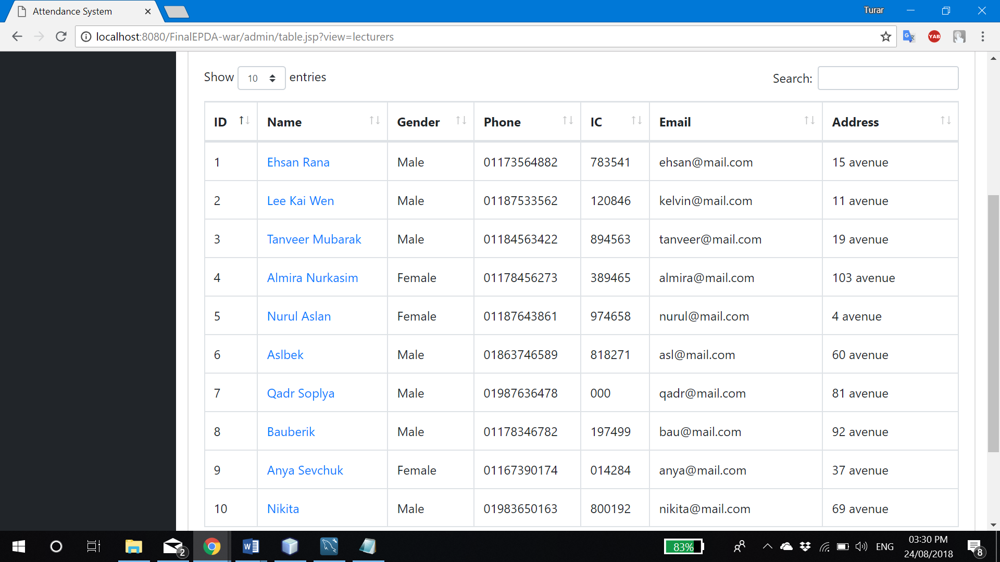 Attendance System
Turar
localhost:8080/FinalEPDA-war/admin/table.jsp?view=lecturers
YAB
Show 10 entries
Search:
ID Name Gender Phone IC Email Address
1 Ehsan Rana Male 01173564882 783541 ehsan@mail.com 15 avenue
2 Lee Kai Wen Male 01187533562 120846 kelvin@mail.com 11 avenue
3 Tanveer Mubarak Male 01184563422 894563 tanveer@mail.com 19 avenue
4 Almira Nurkasim Female 01178456273 389465 almira@mail.com 103 avenue
5 Nurul Aslan Female 01187643861 974658 nurul@mail.com 4 avenue
6 Aslbek Male 01863746589 818271 asl@mail.com 60 avenue
7 Qadr Soplya Male 01987636478 000 qadr@mail.com 81 avenue
8 Bauberik Male 01178346782 197499 bau@mail.com 92 avenue
9 Anya Sevchuk Female 01167390174 014284 anya@mail.com 37 avenue
10 Nikita Male 01983650163 800192 nikita@mail.com 69 avenue
2
83%
ENG
03:30 PM
24/08/2018
8